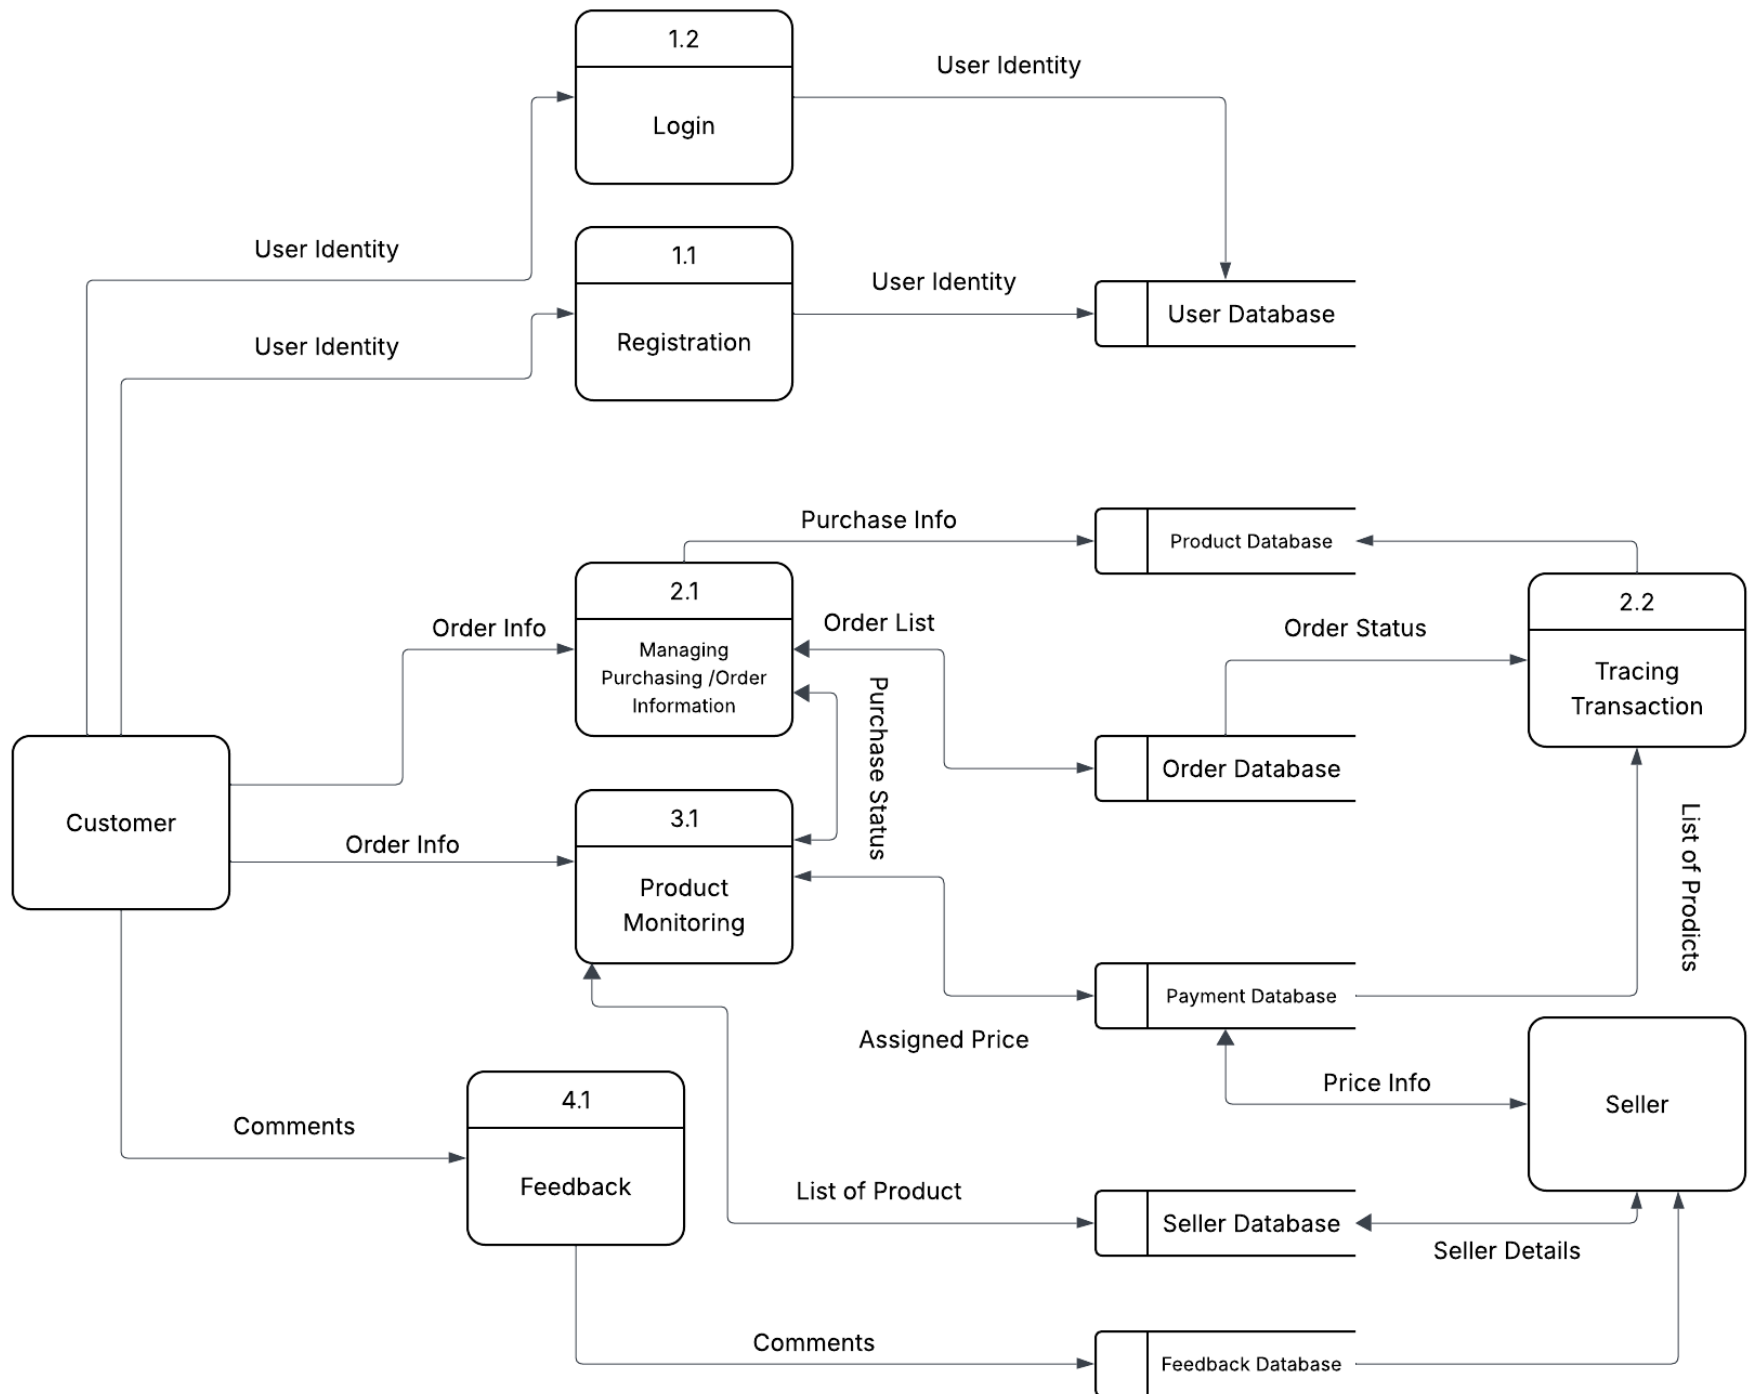 1.2
Login
User Identity
User Identity
1.1
Registration
User Identity
User Identity
User Database
Purchase Info
Product Database
2.1
Managing
Purchasing /Order
Information
Order Info
Order List
Order Status
2.2
Tracing
Transaction
Purchase Status
Order Database
Customer
Order Info
3.1
Product
Monitoring
List of Prodicts
Payment Database
Assigned Price
Price Info
Seller
4.1
Feedback
Comments
List of Product
Seller Database
Seller Details
Comments
Feedback Database